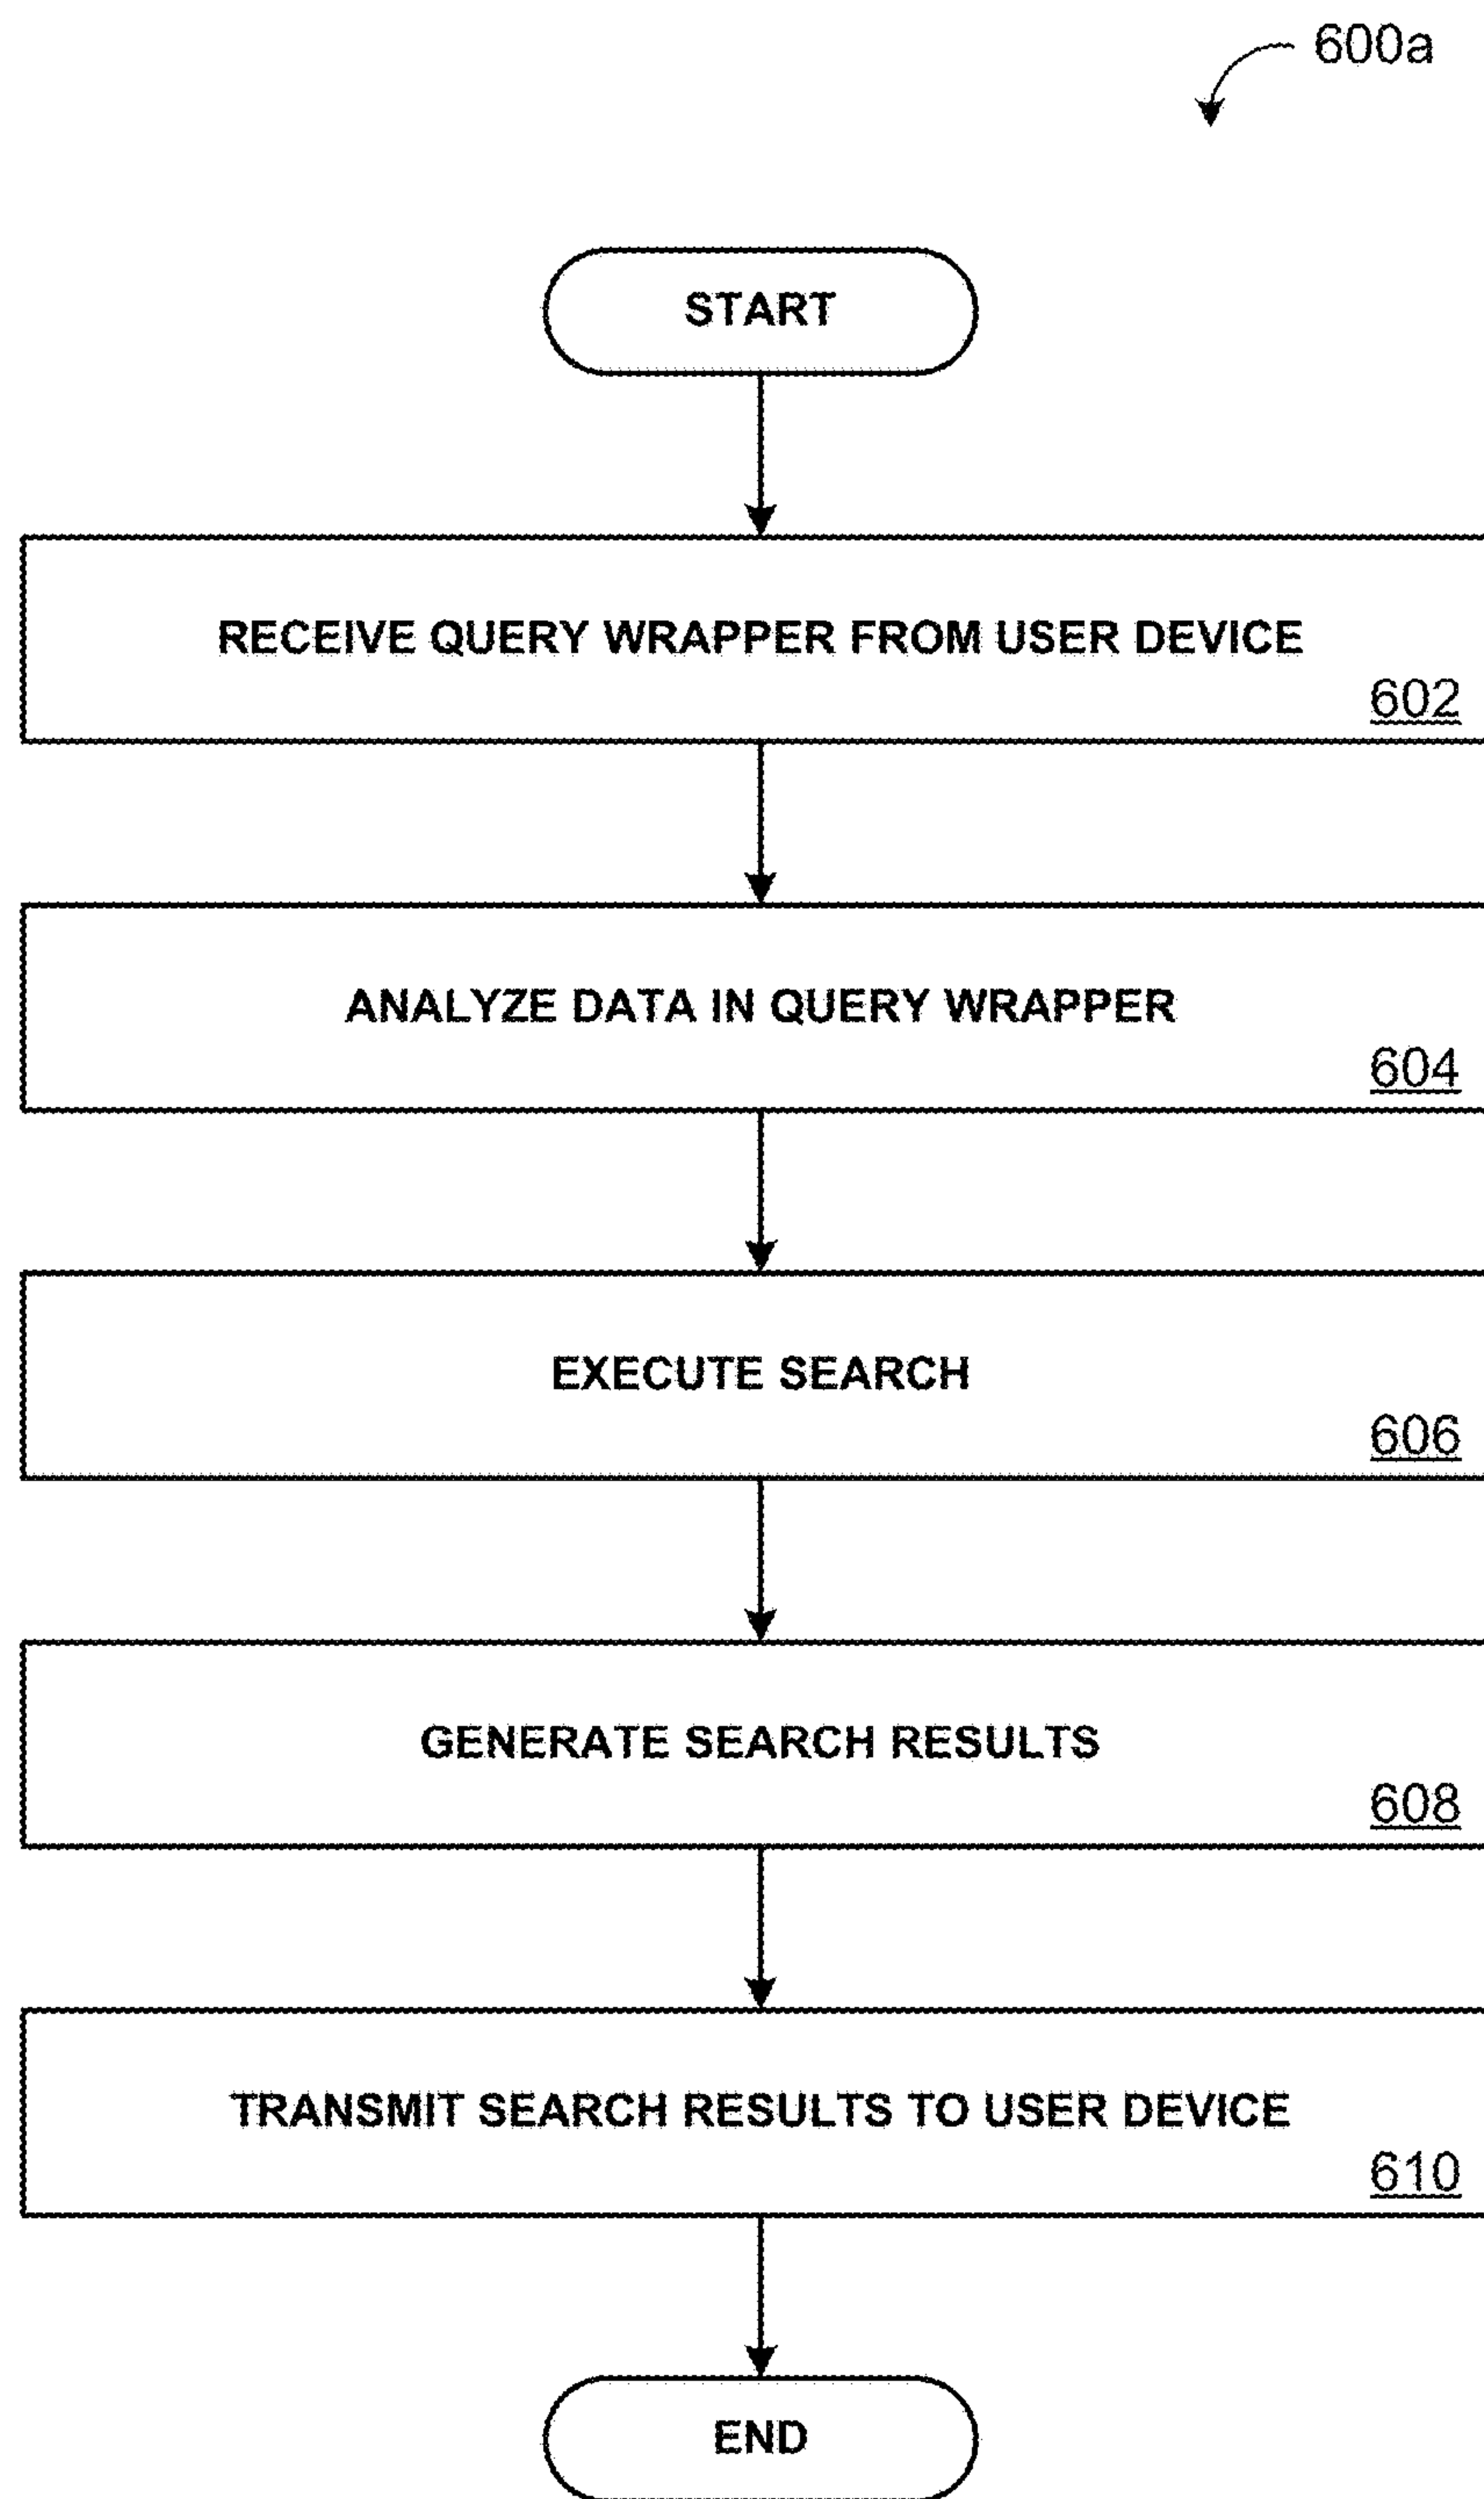 600a
START
RECEIVE QUERY WRAPPER FROM USER DEVICE
602
ANALYZE DATA IN QUERY WRAPPER
604
EXECUTE SEARCH
606
GENERATE SEARCH RESULTS
608
TRANSMIT SEARCH RESULTS TO USER DEVICE
610
END